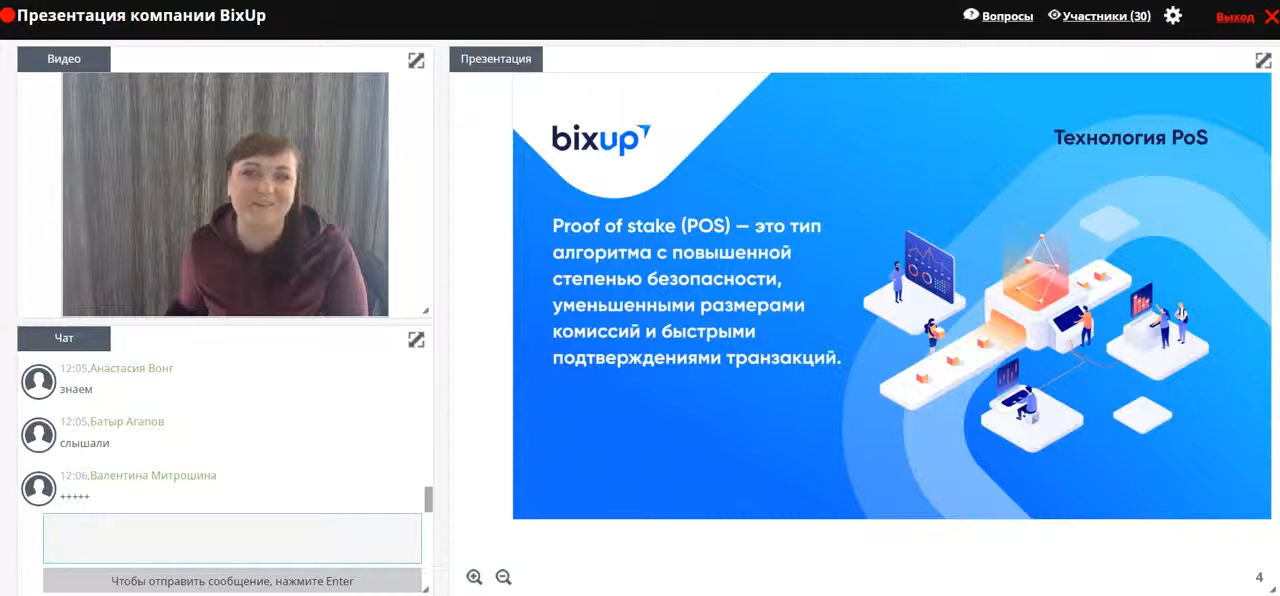 Презентация компании BixUp
Вопросы
Участники (30)
Выход
Видео
Чат
12:05,Анастасия Вонг
знаем
12:05,Батыр Агапов
слышали
12:06,Валентина Митрошина
+++++
Чтобы отправить сообщение, нажмите Enter
Презентация
bixup
Технология PoS
Proof of stake (POS) — это тип
алгоритма с повышенной
степенью безопасности,
уменьшенными размерами
комиссий и быстрыми
подтверждениями транзакций.
4